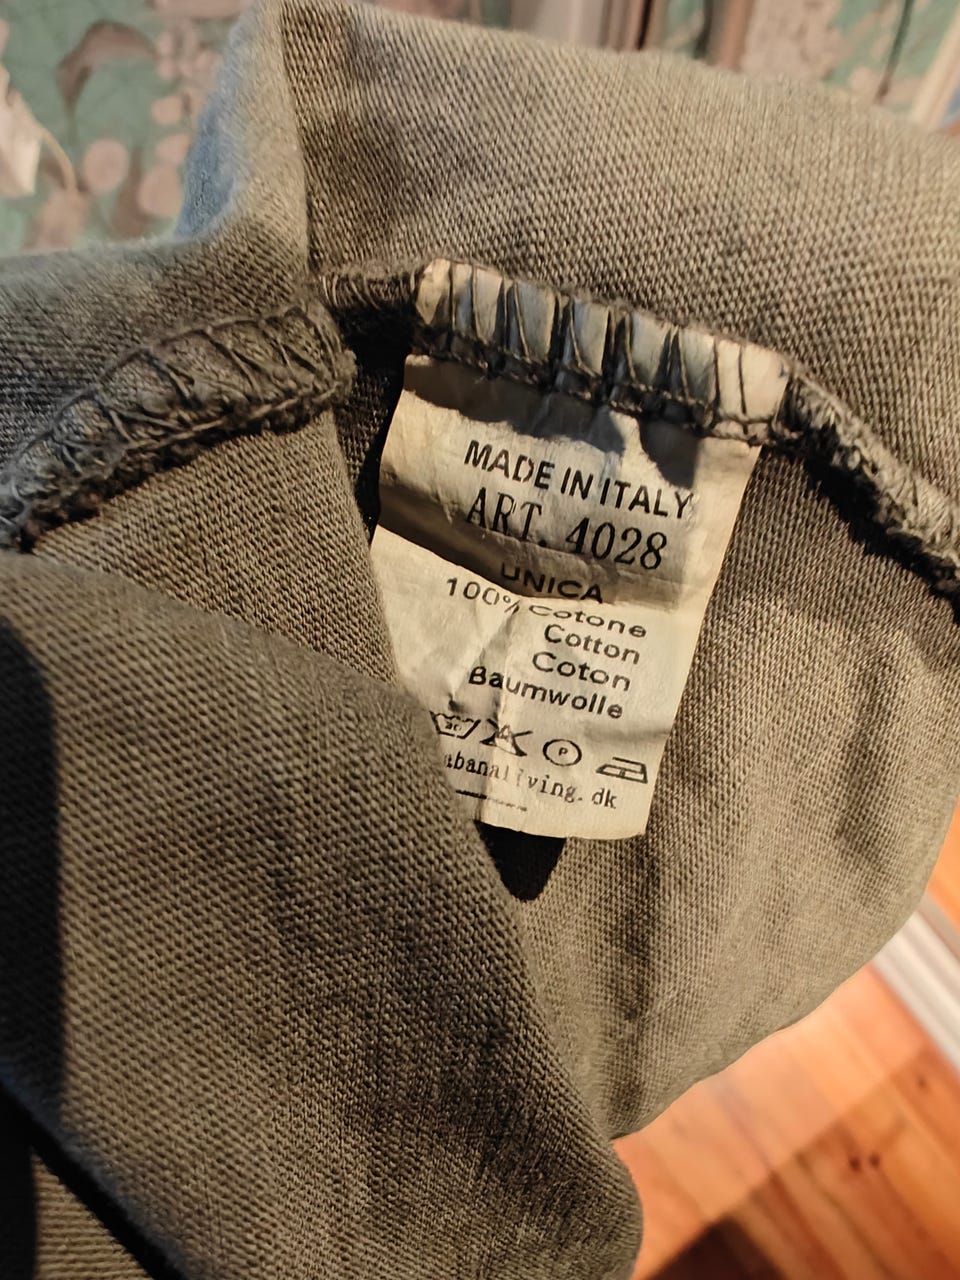 MADE IN ITALY
ART. 4028
UNICA
100% cotone
Cotton
Coton
Baumwolle
P